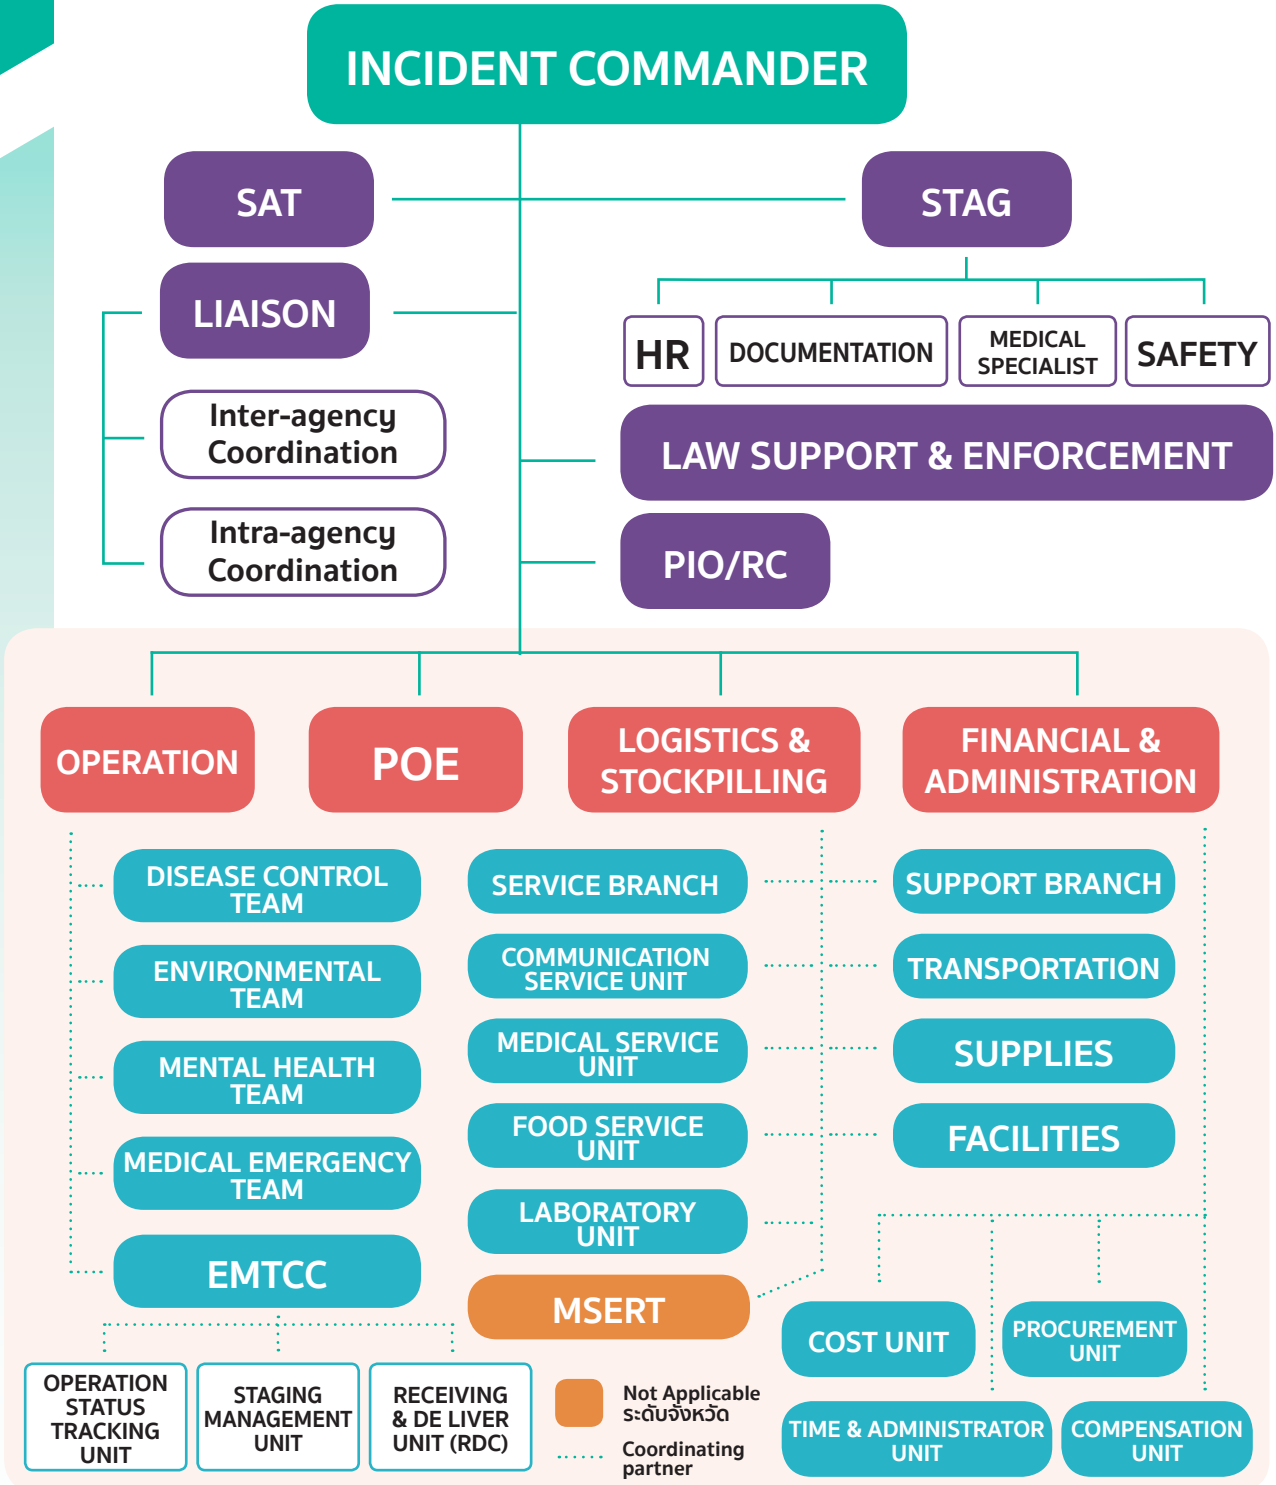 INCIDENT COMMANDER
SAT
STAG
LIAISON
HR
DOCUMENTATION
MEDICAL
SPECIALIST
SAFETY
Inter-agency
Coordination
LAW SUPPORT & ENFORCEMENT
Intra-agency
Coordination
PIO/RC
OPERATION
POE
LOGISTICS &
STOCKPILLING
FINANCIAL &
ADMINISTRATION
DISEASE CONTROL
TEAM
ENVIRONMENTAL
TEAM
MENTAL HEALTH
TEAM
MEDICAL EMERGENCY
TEAM
EMTCC
SERVICE BRANCH
COMMUNICATION
SERVICE UNIT
MEDICAL SERVICE
UNIT
FOOD SERVICE
UNIT
LABORATORY
UNIT
MSERT
SUPPORT BRANCH
TRANSPORTATION
SUPPLIES
FACILITIES
COST UNIT
PROCUREMENT
UNIT
TIME & ADMINISTRATOR
UNIT
COMPENSATION
UNIT
OPERATION
STATUS
TRACKING
UNIT
STAGING
MANAGEMENT
UNIT
RECEIVING
& DE LIVER
UNIT (RDC)
Not Applicable
ระดับจังหวัด
Coordinating
partner